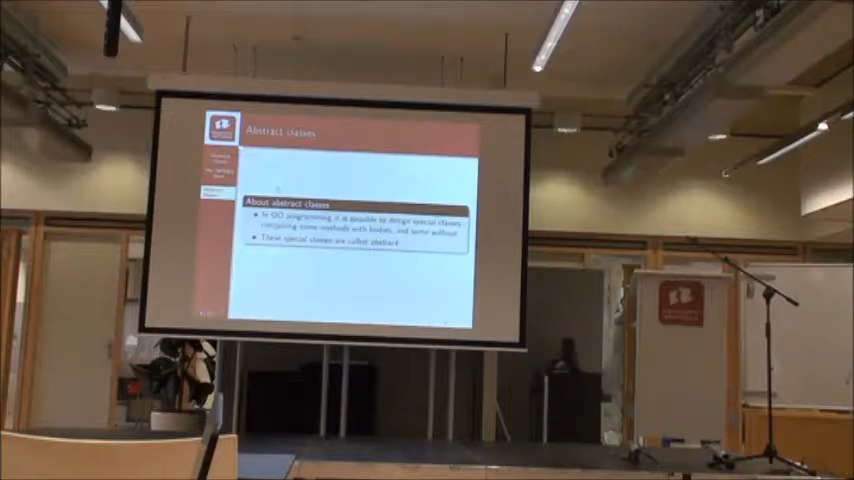 Abstract classes
About abstract classes
In OO programming it is possible to design special classes
containing some methods with bodies, and some without
These special classes are called abstract